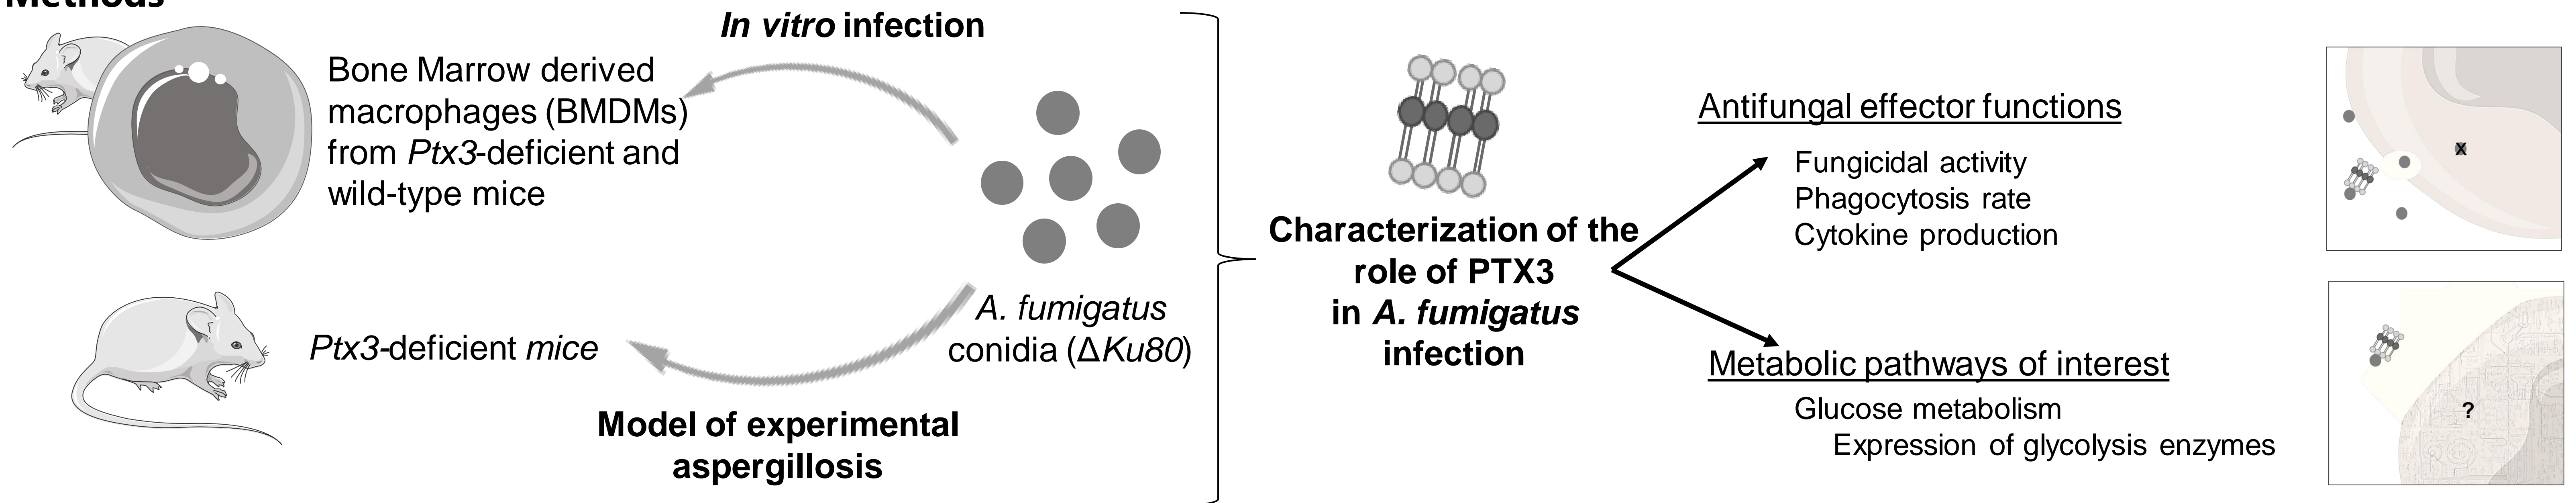 Methods
In vitro infection
Bone Marrow derived
macrophages (BMDMs)
from Ptx3-deficient and
wild-type mice
A. fumigatus
conidia (ΔKu80)
Ptx3-deficient mice
Model of experimental
aspergillosis
Characterization of the
role of PTX3
in A. fumigatus
infection
Antifungal effector functions
Fungicidal activity
Phagocytosis rate
Cytokine production
Metabolic pathways of interest
Glucose metabolism
Expression of glycolysis enzymes
X
?